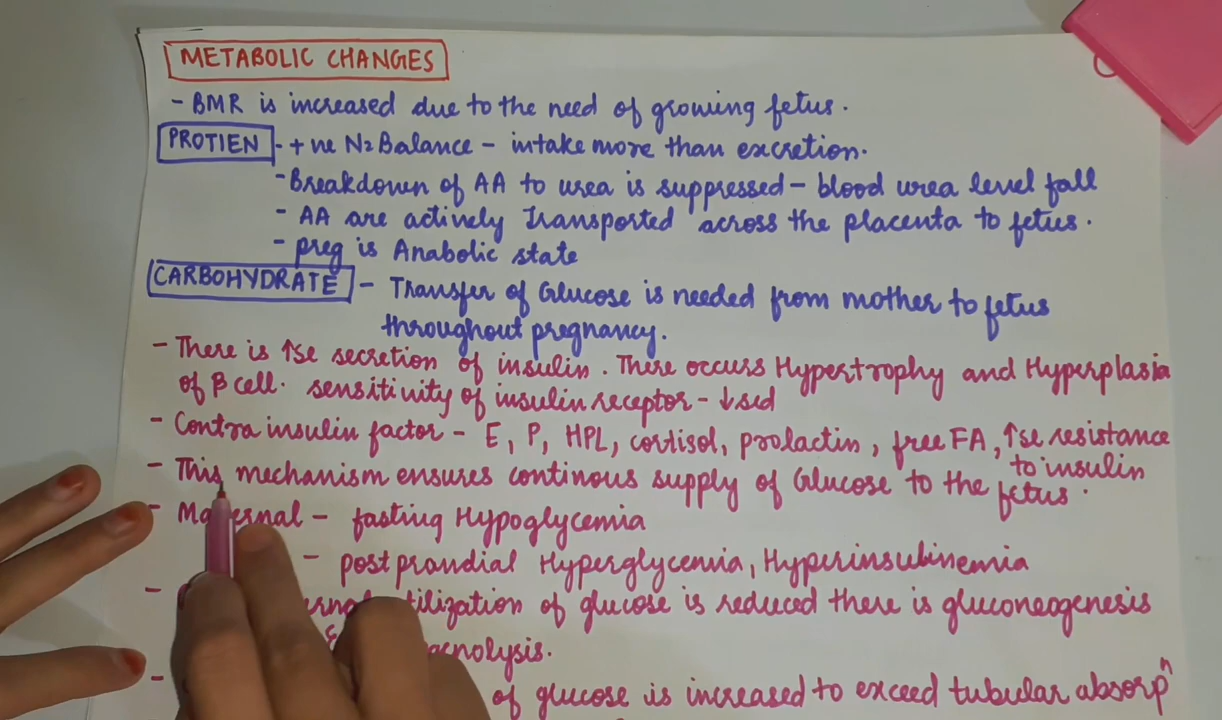 METABOLIC CHANGES
- BMR is increased due to the need of growing fetus.
PROTIEN - +ve N2 Balance - intake more than excretion.
- Breakdown of AA to urea is suppressed - blood urea level fall
- AA are actively transported across the placenta to fetus.
- preg is Anabolic state
CARBOHYDRATE - Transfer of Glucose is needed from mother to fetus
throughout pregnancy.
- There is ↑se secretion of insulin. There occurs Hypertrophy and Hyperplasia
of β cell. sensitivity of insulin receptor - ↓sed
- Contra insulin factor - E, P, HPL, cortisol, prolactin, free FA, ↑se resistance
to insulin
- This mechanism ensures continous supply of Glucose to the fetus.
- Maternal - fasting Hypoglycemia
- post prandial Hyperglycemia, Hyperinsulinemia
utilization of glucose is reduced there is gluconeogenesis
of glucose is increased to exceed tubular absorpn